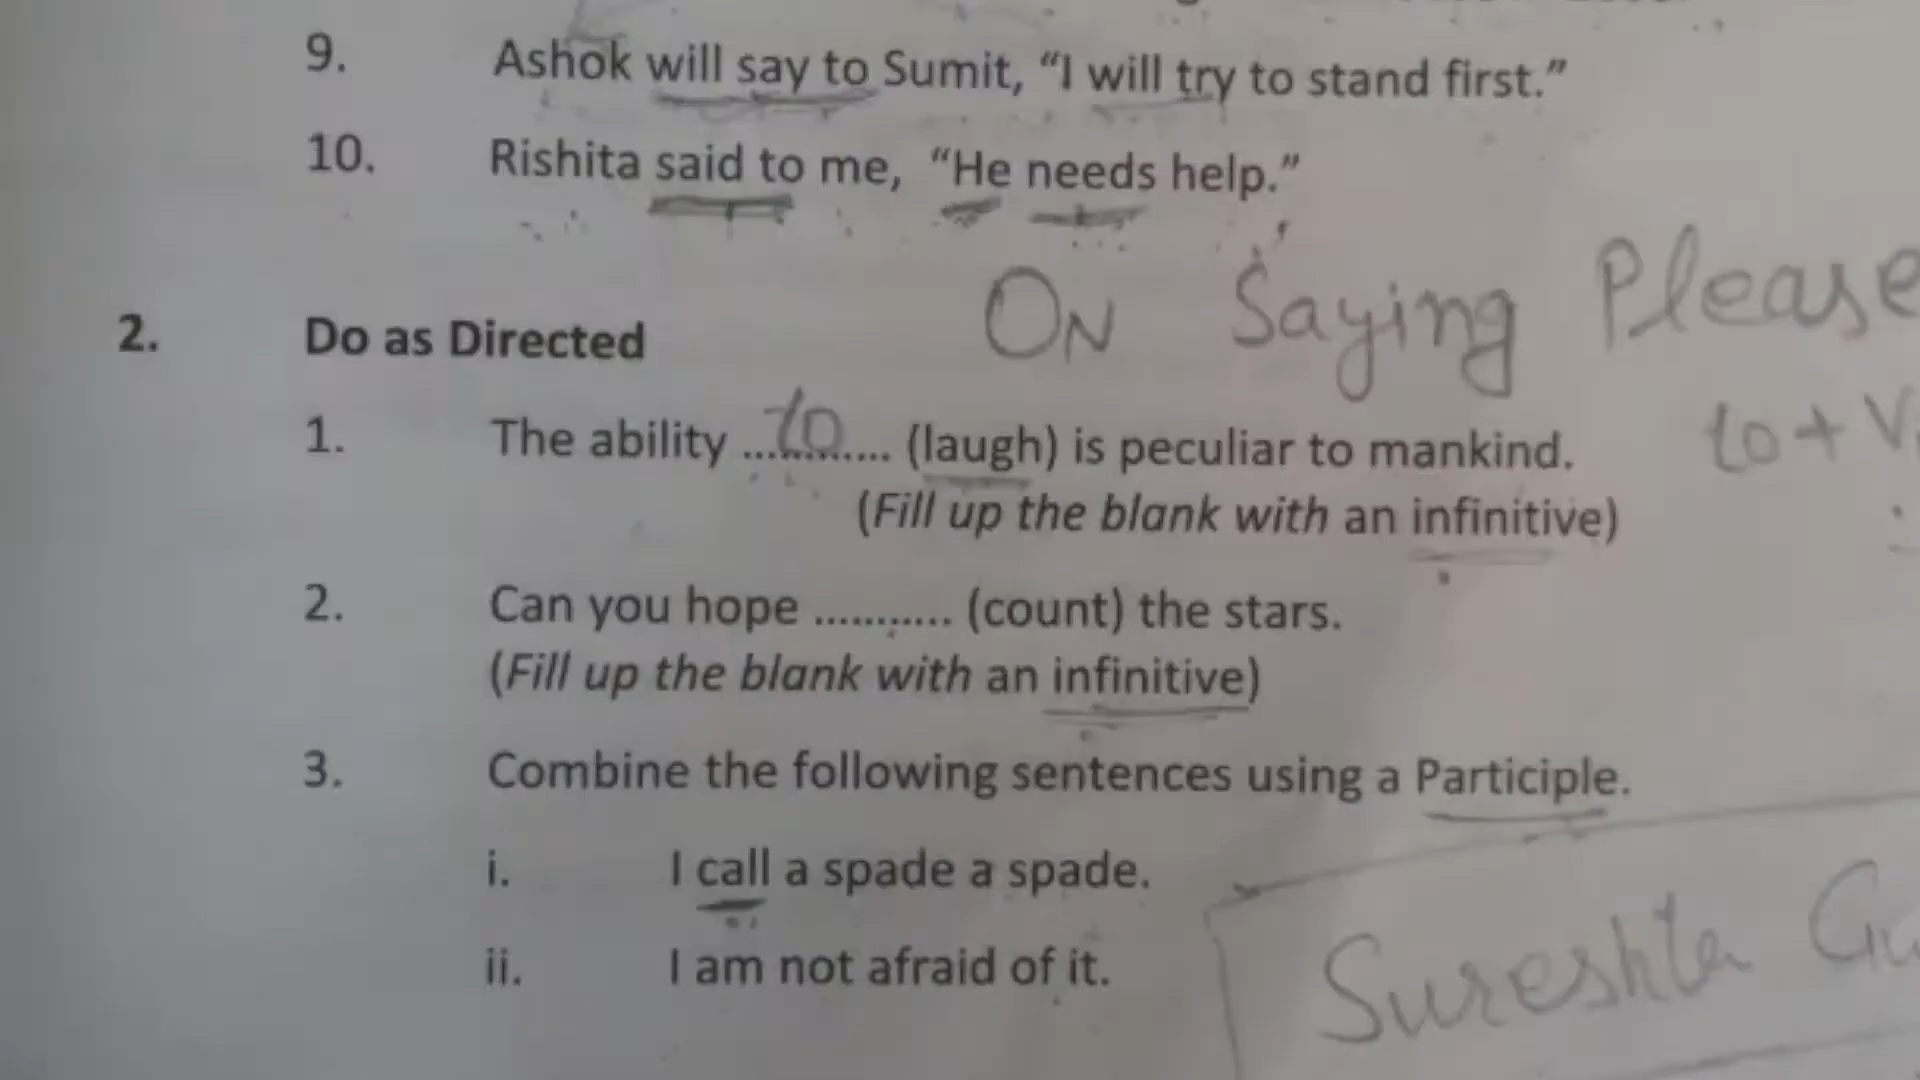 9. Ashok will say to Sumit, “I will try to stand first.”
10. Rishita said to me, “He needs help.”
ON Saying Please
2. Do as Directed
to + V
1. The ability ...to... (laugh) is peculiar to mankind.
(Fill up the blank with an infinitive)
2. Can you hope ........... (count) the stars.
(Fill up the blank with an infinitive)
3. Combine the following sentences using a Participle.
i. I call a spade a spade.
ii. I am not afraid of it.
Sureshta